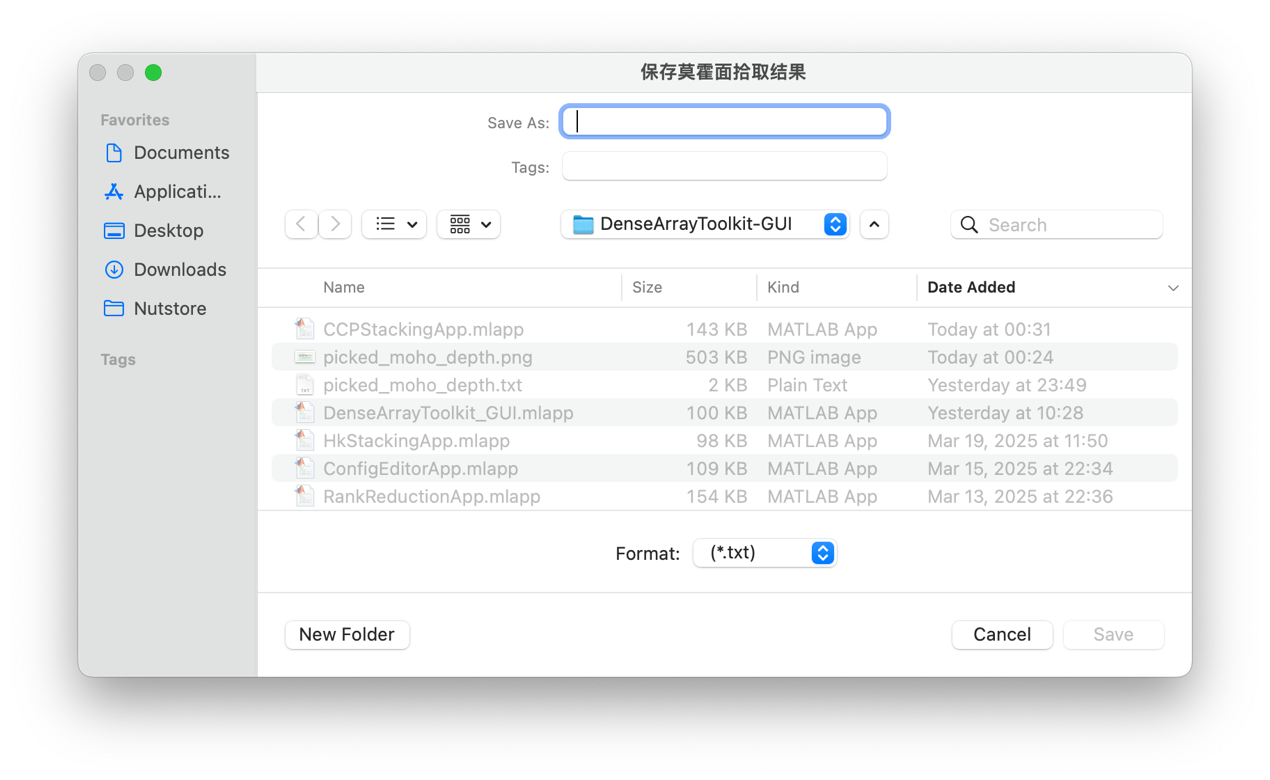 保存莫霍面拾取结果
Favorites
Documents
Applicati...
Desktop
Downloads
Nutstore
Tags
Save As:
Tags:
DenseArrayToolkit-GUI
Search
Name Size Kind Date Added
CCPStackingApp.mlapp 143 KB MATLAB App Today at 00:31
picked_moho_depth.png 503 KB PNG image Today at 00:24
picked_moho_depth.txt 2 KB Plain Text Yesterday at 23:49
DenseArrayToolkit_GUI.mlapp 100 KB MATLAB App Yesterday at 10:28
HkStackingApp.mlapp 98 KB MATLAB App Mar 19, 2025 at 11:50
ConfigEditorApp.mlapp 109 KB MATLAB App Mar 15, 2025 at 22:34
RankReductionApp.mlapp 154 KB MATLAB App Mar 13, 2025 at 22:36
Format: (*.txt)
New Folder Cancel Save